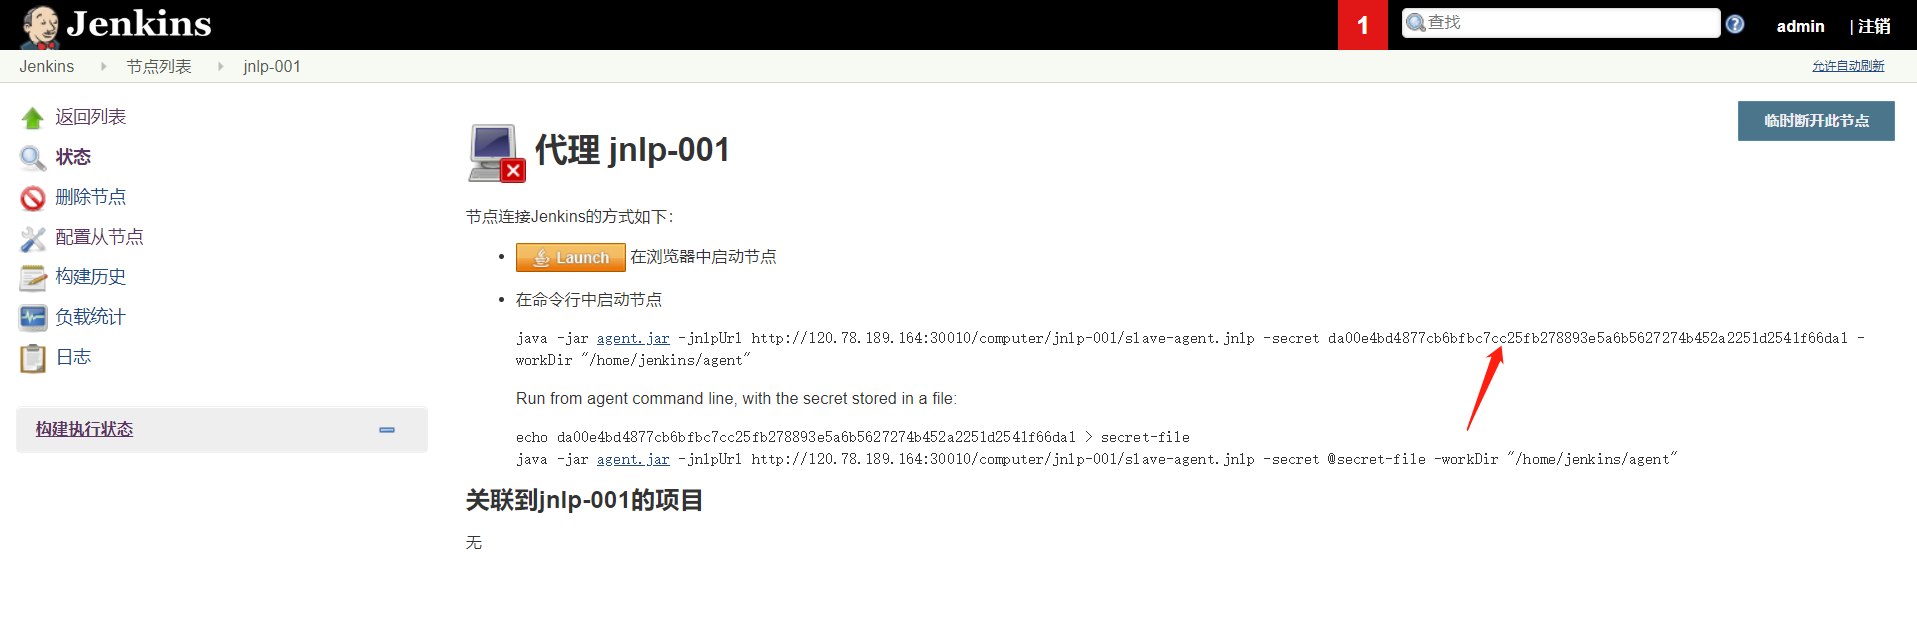 Jenkins
1
查找
admin
| 注销
Jenkins
节点列表
jnlp-001
允许自动刷新
返回列表
状态
删除节点
配置从节点
构建历史
负载统计
日志
构建执行状态
临时断开此节点
代理 jnlp-001
节点连接Jenkins的方式如下：
Launch 在浏览器中启动节点
在命令行中启动节点
java -jar agent.jar -jnlpUrl http://120.78.189.164:30010/computer/jnlp-001/slave-agent.jnlp -secret da00e4bd4877cb6bfbc7cc25fb278893e5a6b5627274b452a2251d2541f66da1 -
workDir "/home/jenkins/agent"
Run from agent command line, with the secret stored in a file:
echo da00e4bd4877cb6bfbc7cc25fb278893e5a6b5627274b452a2251d2541f66da1 > secret-file
java -jar agent.jar -jnlpUrl http://120.78.189.164:30010/computer/jnlp-001/slave-agent.jnlp -secret @secret-file -workDir "/home/jenkins/agent"
关联到jnlp-001的项目
无